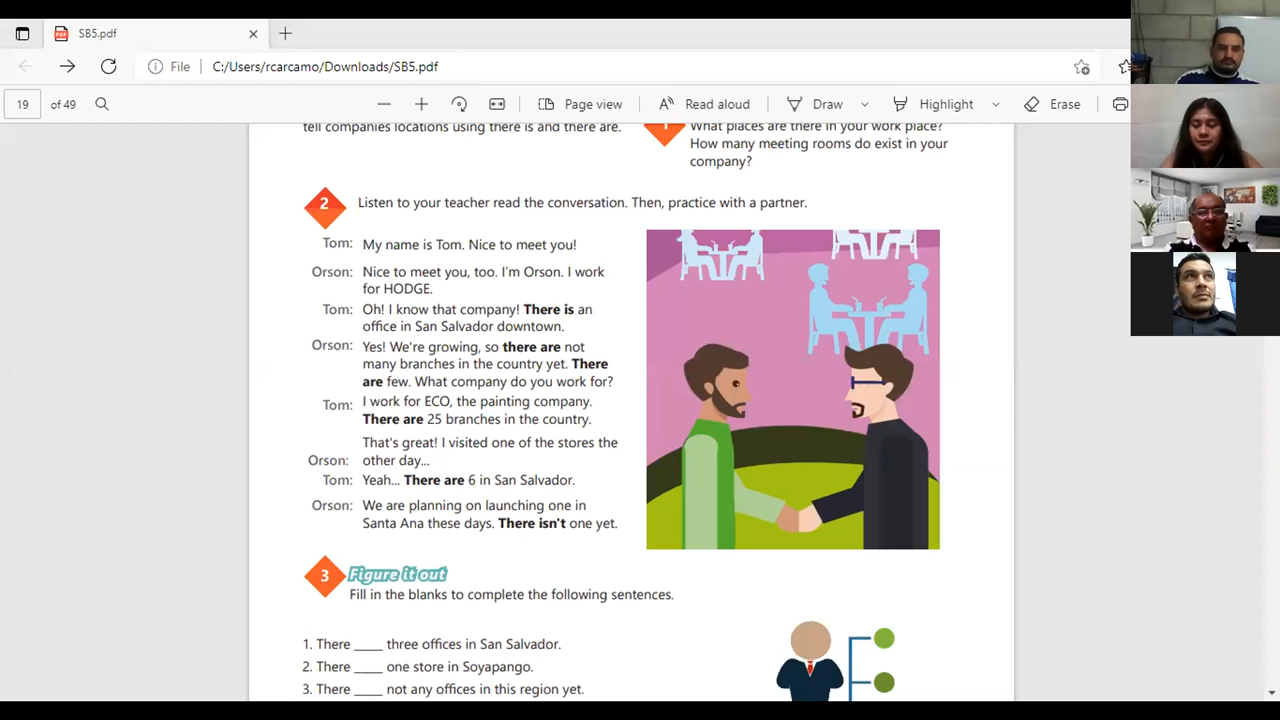 SB5.pdf
File C:/Users/rcarcamo/Downloads/SB5.pdf
19 of 49 Page view Read aloud Draw Highlight Erase
tell companies locations using there is and there are.
1 What places are there in your work place?
How many meeting rooms do exist in your
company?
2 Listen to your teacher read the conversation. Then, practice with a partner.
Tom: My name is Tom. Nice to meet you!
Orson: Nice to meet you, too. I'm Orson. I work
for HODGE.
Tom: Oh! I know that company! There is an
office in San Salvador downtown.
Orson: Yes! We're growing, so there are not
many branches in the country yet. There
are few. What company do you work for?
Tom: I work for ECO, the painting company.
There are 25 branches in the country.
That's great! I visited one of the stores the
Orson: other day...
Tom: Yeah... There are 6 in San Salvador.
Orson: We are planning on launching one in
Santa Ana these days. There isn't one yet.
3 Figure it out
Fill in the blanks to complete the following sentences.
1. There ____ three offices in San Salvador.
2. There ____ one store in Soyapango.
3. There ____ not any offices in this region yet.